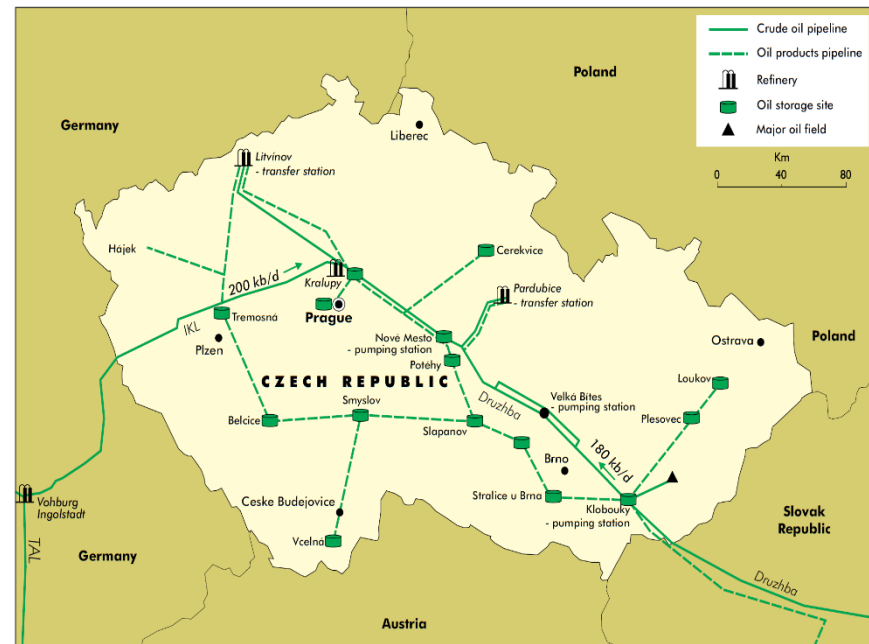 Crude oil pipeline
Oil products pipeline
Refinery
Oil storage site
Major oil field
Km
0 40 80
Poland
Germany
Liberec
Litvínov
- transfer station
Hájek
200 kb/d
Kralupy
Cerekvice
Pardubice
- transfer station
Prague
Tremosná
IKL
Plzen
Nové Mesto
- pumping station
Potéhy
Ostrava
Poland
Loukov
CZECH REPUBLIC
Druzhba
Velká Bites
- pumping station
Plesovec
Smyslov
Belcice
Slapanov
180 kb/d
Brno
Vohburg
Ingolstadt
Ceske Budejovice
Stralice u Brna
Klobouky
- pumping station
Slovak
Republic
Vcelná
TAL
Germany
Druzhba
Austria